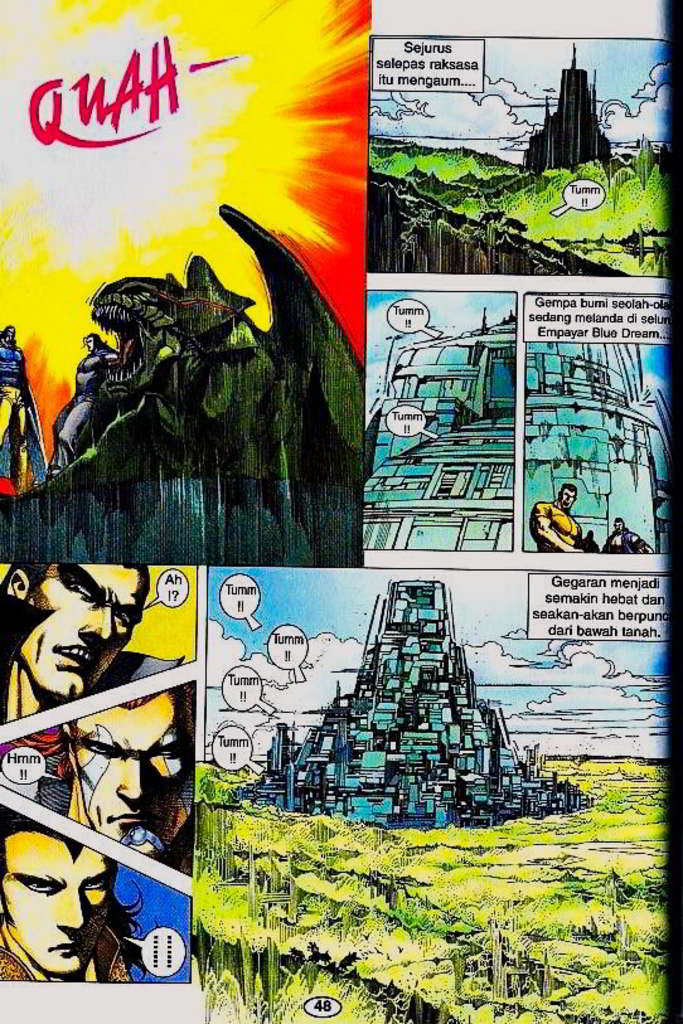 QUAH
Sejurus
selepas raksasa
itu mengaum....
Tumm
!!
Tumm
!!
Tumm
!!
Gempa bumi seolah-ola
sedang melanda di selur
Empayar Blue Dream....
Ah
!?
Hmm
!!
!!
!!
Tumm
!!
Tumm
!!
Tumm
!!
Tumm
!!
Gegaran menjadi
semakin hebat dan
seakan-akan berpunc
dari bawah tanah.
48